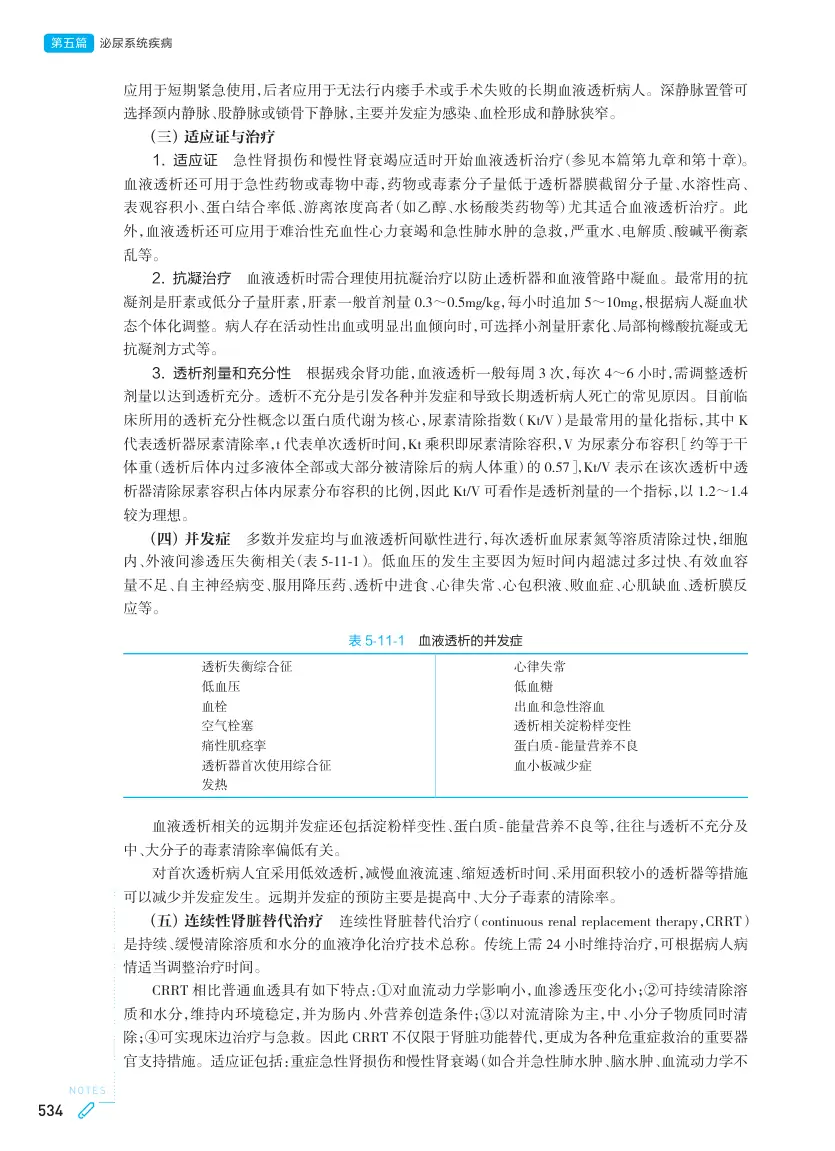 第五篇 泌尿系统疾病
应用于短期紧急使用,后者应用于无法行内瘘手术或手术失败的长期血液透析病人。深静脉置管可
选择颈内静脉、股静脉或锁骨下静脉,主要并发症为感染、血栓形成和静脉狭窄。
(三)适应证与治疗
1. 适应证 急性肾损伤和慢性肾衰竭应适时开始血液透析治疗(参见本篇第九章和第十章)。
血液透析还可用于急性药物或毒物中毒,药物或毒素分子量低于透析器膜截留分子量、水溶性高、
表观容积小、蛋白结合率低、游离浓度高者(如乙醇、水杨酸类药物等)尤其适合血液透析治疗。此
外,血液透析还可应用于难治性充血性心力衰竭和急性肺水肿的急救,严重水、电解质、酸碱平衡紊
乱等。
2. 抗凝治疗 血液透析时需合理使用抗凝治疗以防止透析器和血液管路中凝血。最常用的抗
凝剂是肝素或低分子量肝素,肝素一般首剂量 0.3～0.5mg/kg,每小时追加 5～10mg,根据病人凝血状
态个体化调整。病人存在活动性出血或明显出血倾向时,可选择小剂量肝素化、局部枸橼酸抗凝或无
抗凝剂方式等。
3. 透析剂量和充分性 根据残余肾功能,血液透析一般每周 3 次,每次 4～6 小时,需调整透析
剂量以达到透析充分。透析不充分是引发各种并发症和导致长期透析病人死亡的常见原因。目前临
床所用的透析充分性概念以蛋白质代谢为核心,尿素清除指数(Kt/V)是最常用的量化指标,其中 K
代表透析器尿素清除率,t 代表单次透析时间,Kt 乘积即尿素清除容积,V 为尿素分布容积[约等于干
体重(透析后体内过多液体全部或大部分被清除后的病人体重)的 0.57],Kt/V 表示在该次透析中透
析器清除尿素容积占体内尿素分布容积的比例,因此 Kt/V 可看作是透析剂量的一个指标,以 1.2～1.4
较为理想。
(四)并发症 多数并发症均与血液透析间歇性进行,每次透析血尿素氮等溶质清除过快,细胞
内、外液间渗透压失衡相关(表 5-11-1)。低血压的发生主要因为短时间内超滤过多过快、有效血容
量不足、自主神经病变、服用降压药、透析中进食、心律失常、心包积液、败血症、心肌缺血、透析膜反
应等。
表 5-11-1 血液透析的并发症
透析失衡综合征 心律失常
低血压 低血糖
血栓 出血和急性溶血
空气栓塞 透析相关淀粉样变性
痛性肌痉挛 蛋白质-能量营养不良
透析器首次使用综合征 血小板减少症
发热
血液透析相关的远期并发症还包括淀粉样变性、蛋白质-能量营养不良等,往往与透析不充分及
中、大分子的毒素清除率偏低有关。
对首次透析病人宜采用低效透析,减慢血液流速、缩短透析时间、采用面积较小的透析器等措施
可以减少并发症发生。远期并发症的预防主要是提高中、大分子毒素的清除率。
(五)连续性肾脏替代治疗 连续性肾脏替代治疗(continuous renal replacement therapy,CRRT)
是持续、缓慢清除溶质和水分的血液净化治疗技术总称。传统上需 24 小时维持治疗,可根据病人病
情适当调整治疗时间。
CRRT 相比普通血透具有如下特点:①对血流动力学影响小,血渗透压变化小;②可持续清除溶
质和水分,维持内环境稳定,并为肠内、外营养创造条件;③以对流清除为主,中、小分子物质同时清
除;④可实现床边治疗与急救。因此 CRRT 不仅限于肾脏功能替代,更成为各种危重症救治的重要器
官支持措施。适应证包括:重症急性肾损伤和慢性肾衰竭(如合并急性肺水肿、脑水肿、血流动力学不
NOTES
534